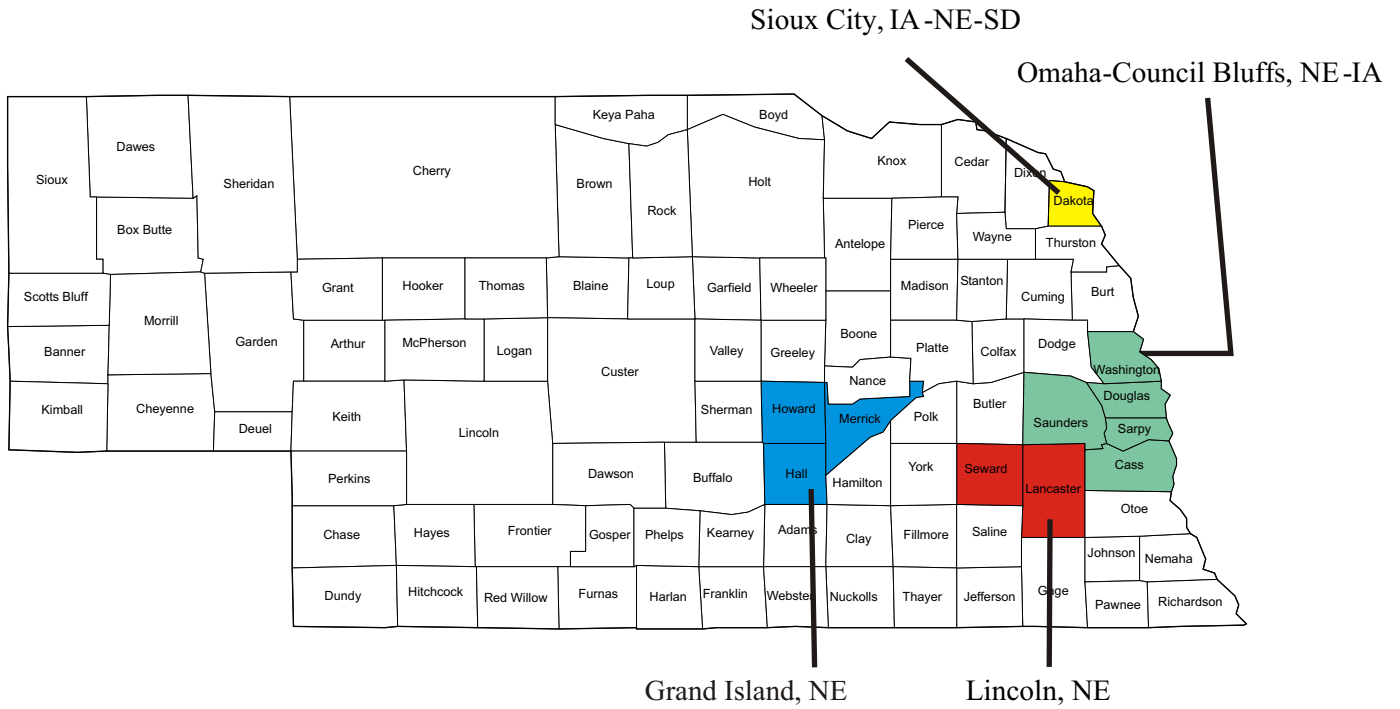 Sioux City, IA-NE-SD
Omaha-Council Bluffs, NE-IA
Keya Paha
Boyd
Dawes
Sioux
Sheridan
Cherry
Brown
Rock
Holt
Knox
Cedar
Dixon
Dakota
Box Butte
Antelope
Pierce
Wayne
Thurston
Scotts Bluff
Morrill
Garden
Grant
Hooker
Thomas
Blaine
Loup
Garfield
Wheeler
Madison
Stanton
Cuming
Burt
Banner
Arthur
McPherson
Logan
Custer
Valley
Greeley
Boone
Platte
Colfax
Dodge
Washington
Kimball
Cheyenne
Deuel
Keith
Lincoln
Sherman
Howard
Nance
Merrick
Polk
Butler
Saunders
Douglas
Sarpy
Perkins
Dawson
Buffalo
Hall
Hamilton
York
Seward
Lancaster
Cass
Otoe
Chase
Hayes
Frontier
Gosper
Phelps
Kearney
Adams
Clay
Fillmore
Saline
Johnson
Nemaha
Dundy
Hitchcock
Red Willow
Furnas
Harlan
Franklin
Webster
Nuckolls
Thayer
Jefferson
Gage
Pawnee
Richardson
Grand Island, NE
Lincoln, NE